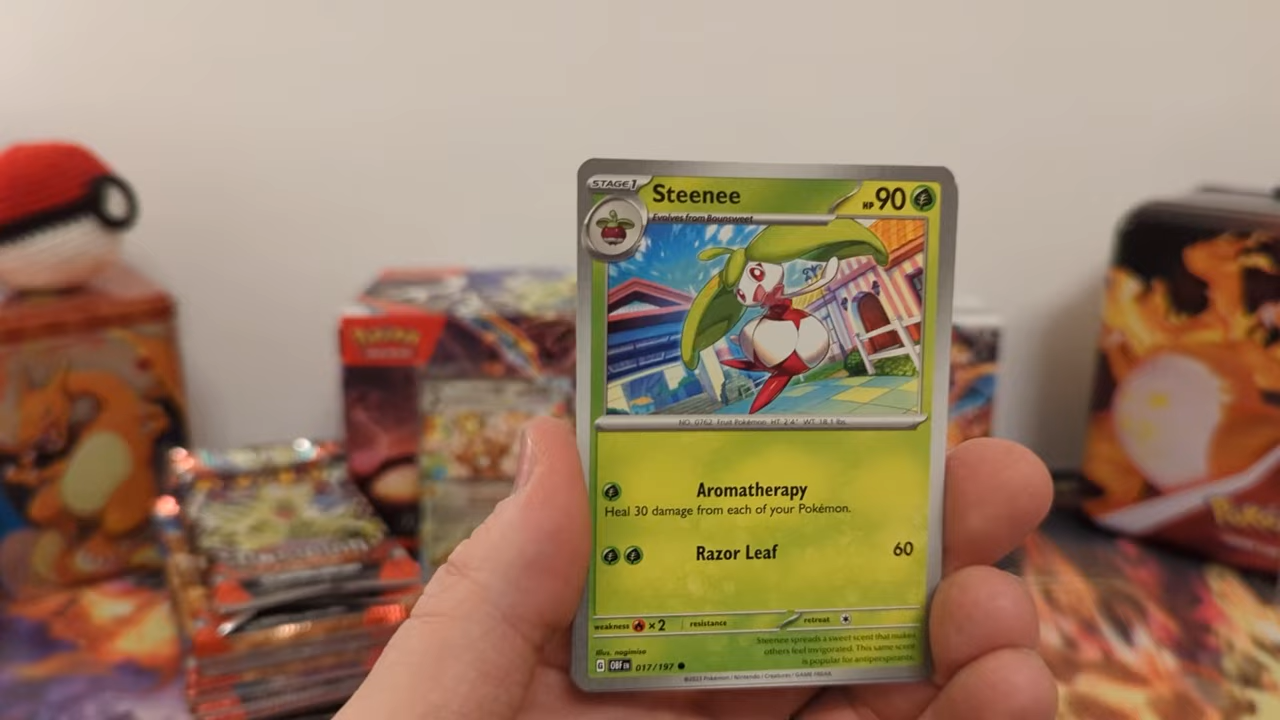 STAGE 1
Steenee
HP 90
Evolves from Bounsweet
NO. 0762 Fruit Pokémon HT: 2'4" WT: 18.1 lbs.
Aromatherapy
Heal 30 damage from each of your Pokémon.
Razor Leaf 60
weakness ×2 resistance retreat
Steenee spreads a sweet scent that makes
others feel invigorated. This same scent
is popular for antiperspirants.
Illus. nagimiso
G OBF EN 017/197
©2023 Pokémon / Nintendo / Creatures / GAME FREAK
POKÉMON